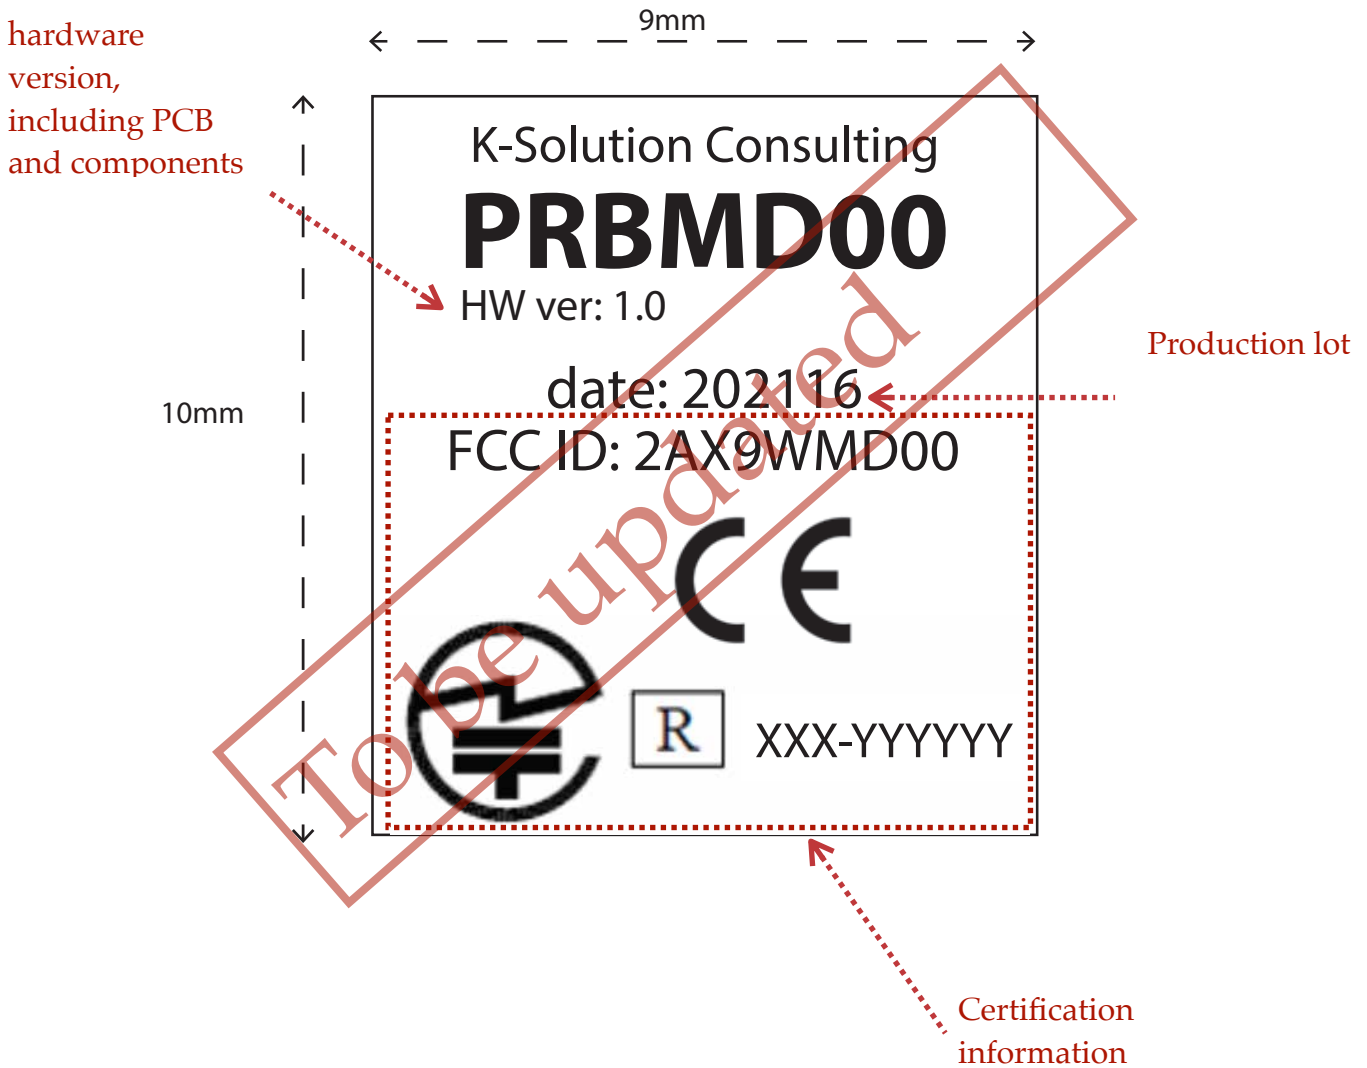 9mm
hardware
version,
including PCB
and components
K-Solution Consulting
PRBMD00
HW ver: 1.0
Production lot
date: 202116
10mm
FCC ID: 2AX9WMD00
CE
R
XXX-YYYYYY
To be updated
Certification
information